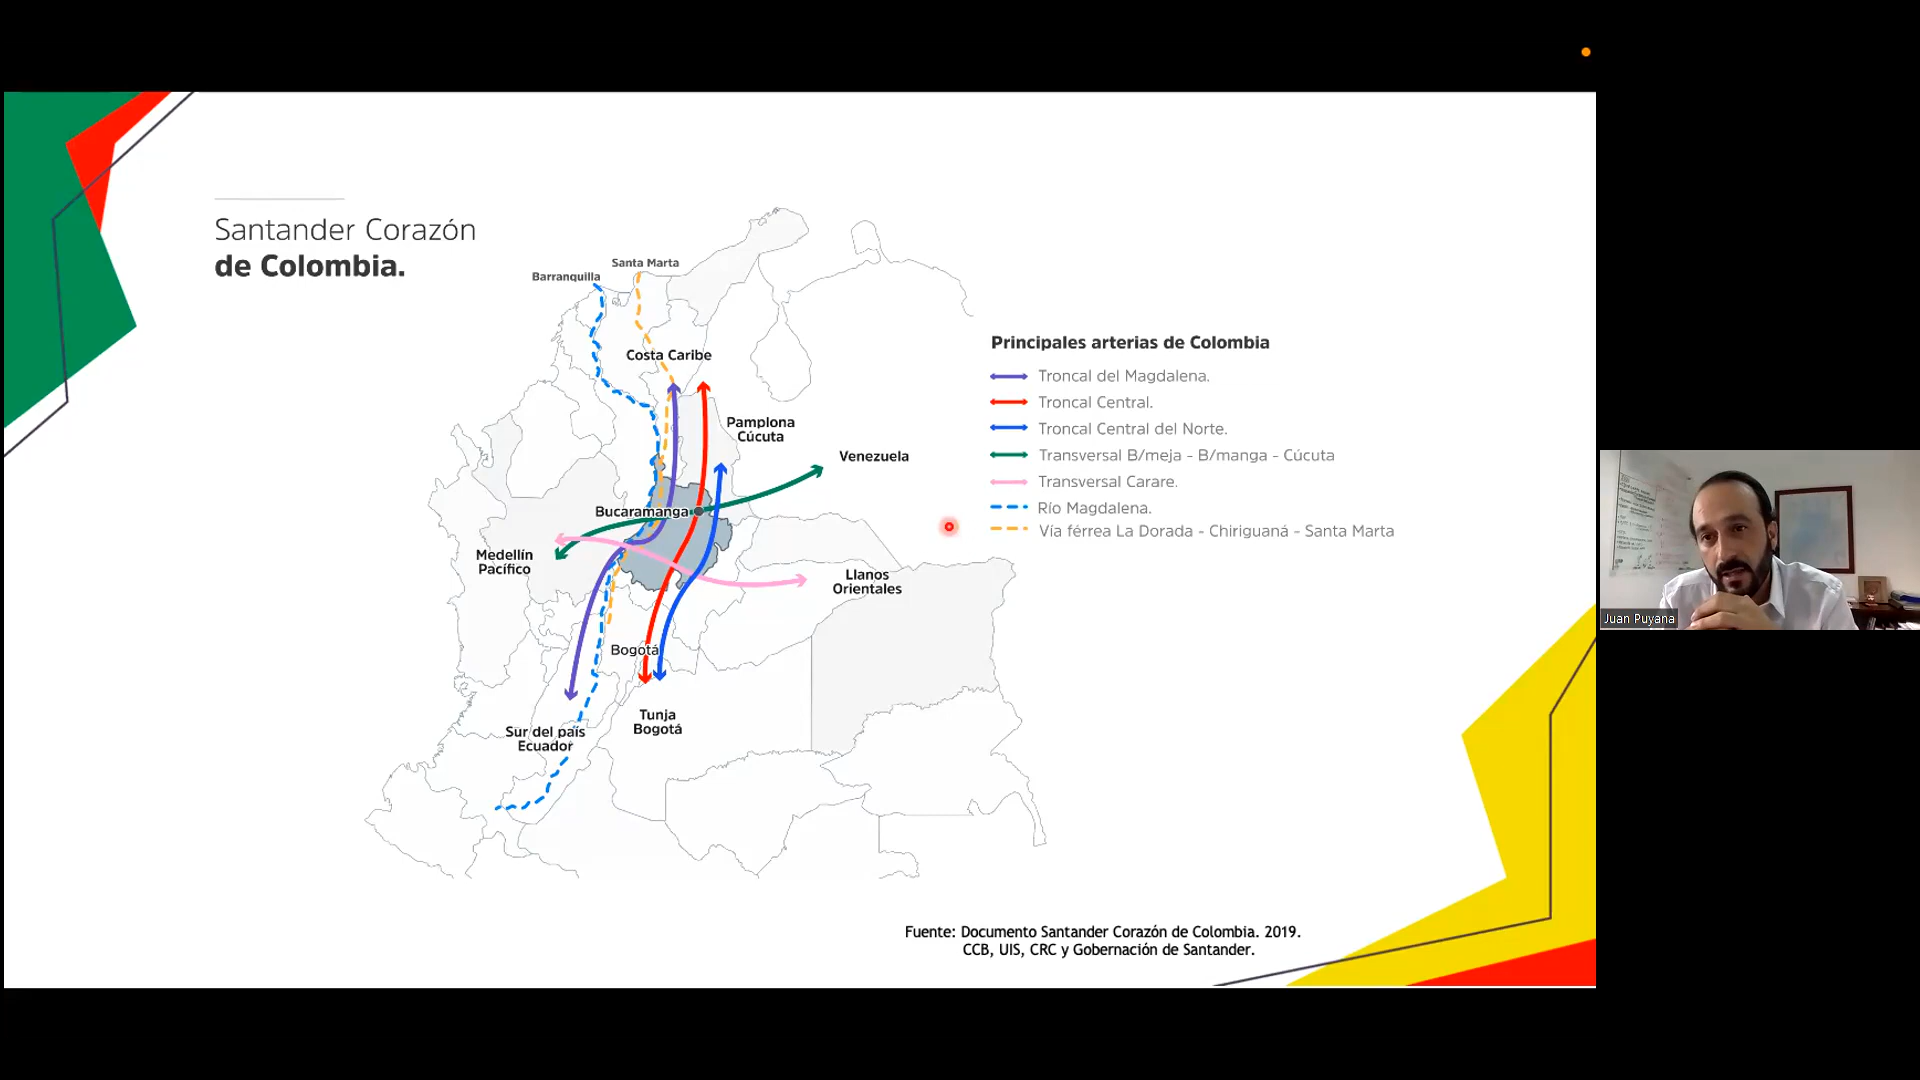 Santander Corazón
de Colombia.
Santa Marta
Barranquilla
Costa Caribe
Pamplona
Cúcuta
Venezuela
Bucaramanga
Medellín
Pacífico
Llanos
Orientales
Bogotá
Tunja
Bogotá
Sur del país
Ecuador
Principales arterias de Colombia
Troncal del Magdalena.
Troncal Central.
Troncal Central del Norte.
Transversal B/meja - B/manga - Cúcuta
Transversal Carare.
Río Magdalena.
Vía férrea La Dorada - Chiriguaná - Santa Marta
Fuente: Documento Santander Corazón de Colombia. 2019.
CCB, UIS, CRC y Gobernación de Santander.
Juan Puyana